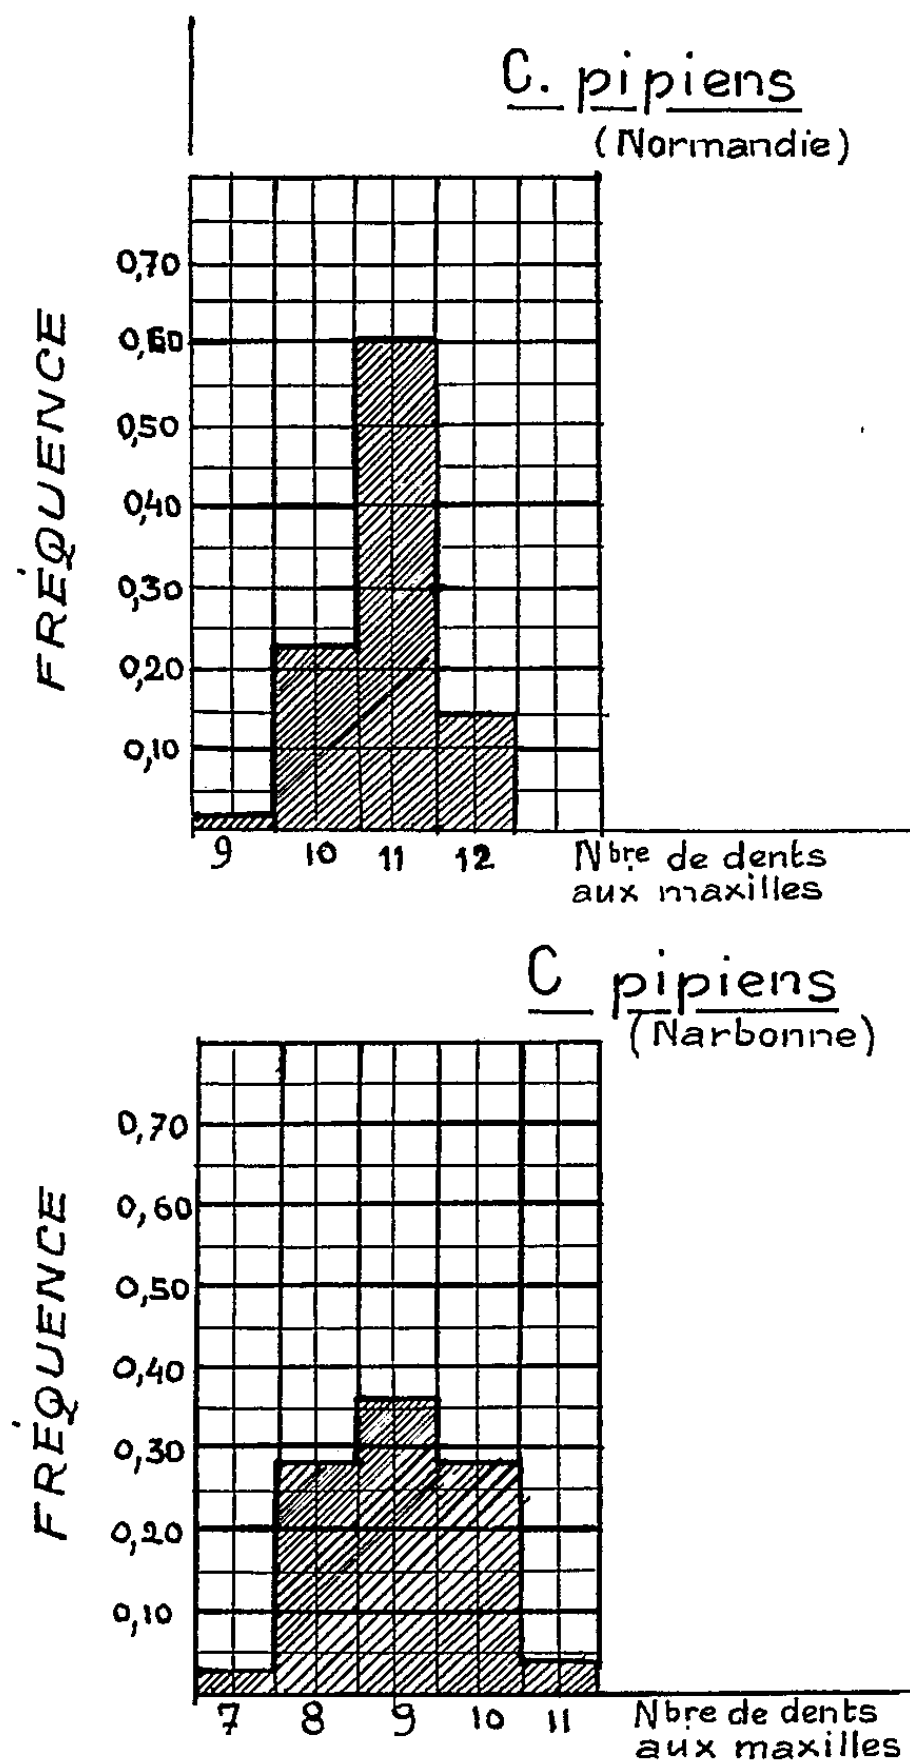 C. pipiens
(Normandie)
FRÉQUENCE
0,70
0,60
0,50
0,40
0,30
0,20
0,10
9 10 11 12
Nbre de dents
aux maxilles
C pipiens
(Narbonne)
FRÉQUENCE
0,70
0,60
0,50
0,40
0,30
0,20
0,10
7 8 9 10 11
Nbre de dents
aux maxilles